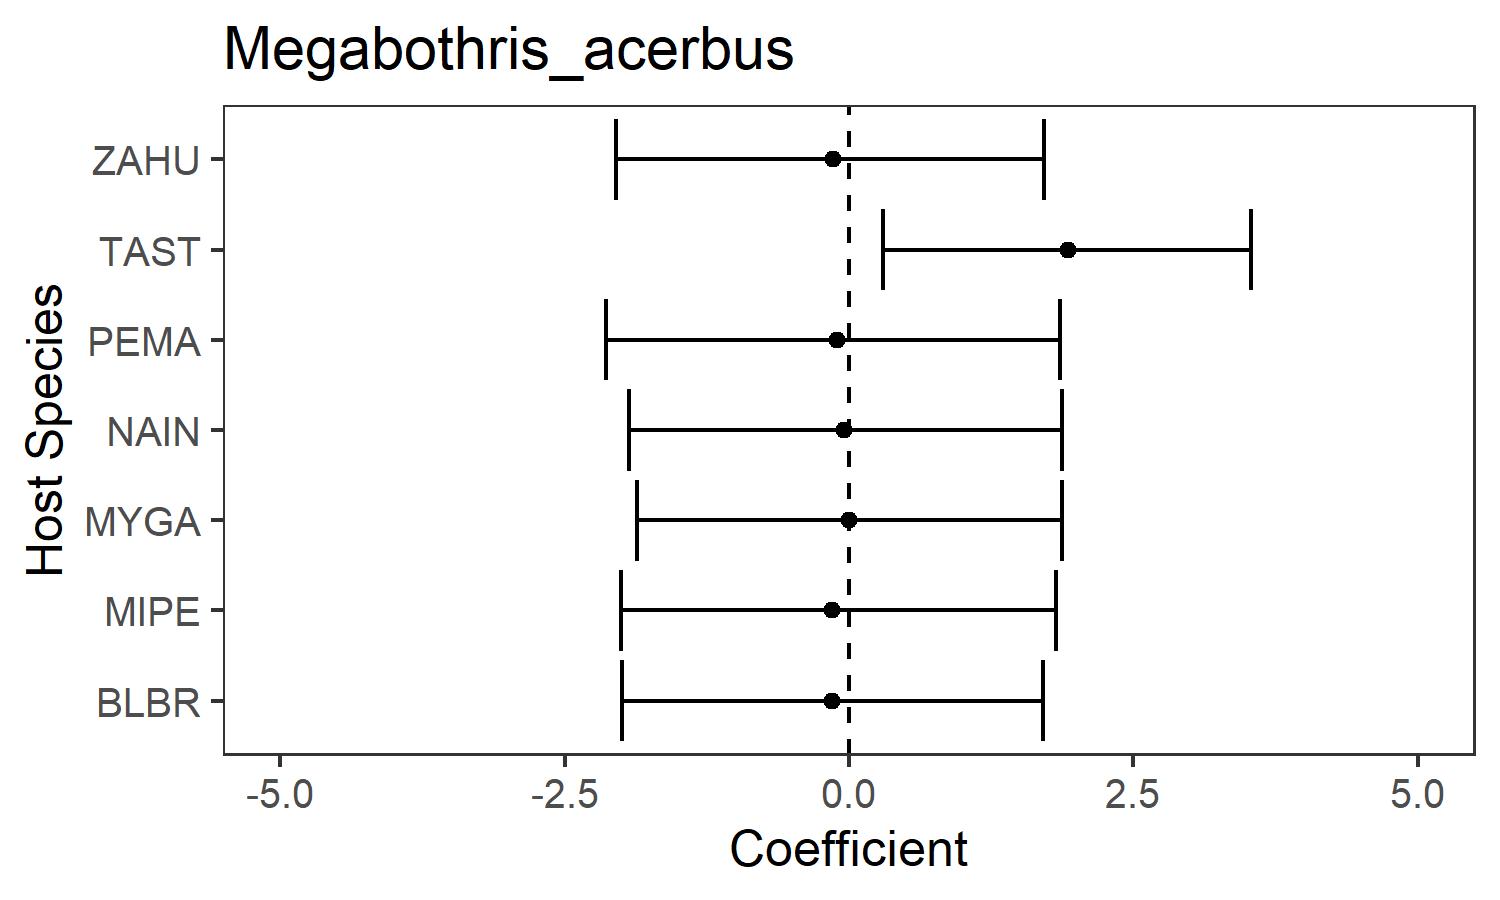 Megabothris_acerbus
Host Species
ZAHU
TAST
PEMA
NAIN
MYGA
MIPE
BLBR
-5.0 -2.5 0.0 2.5 5.0
Coefficient